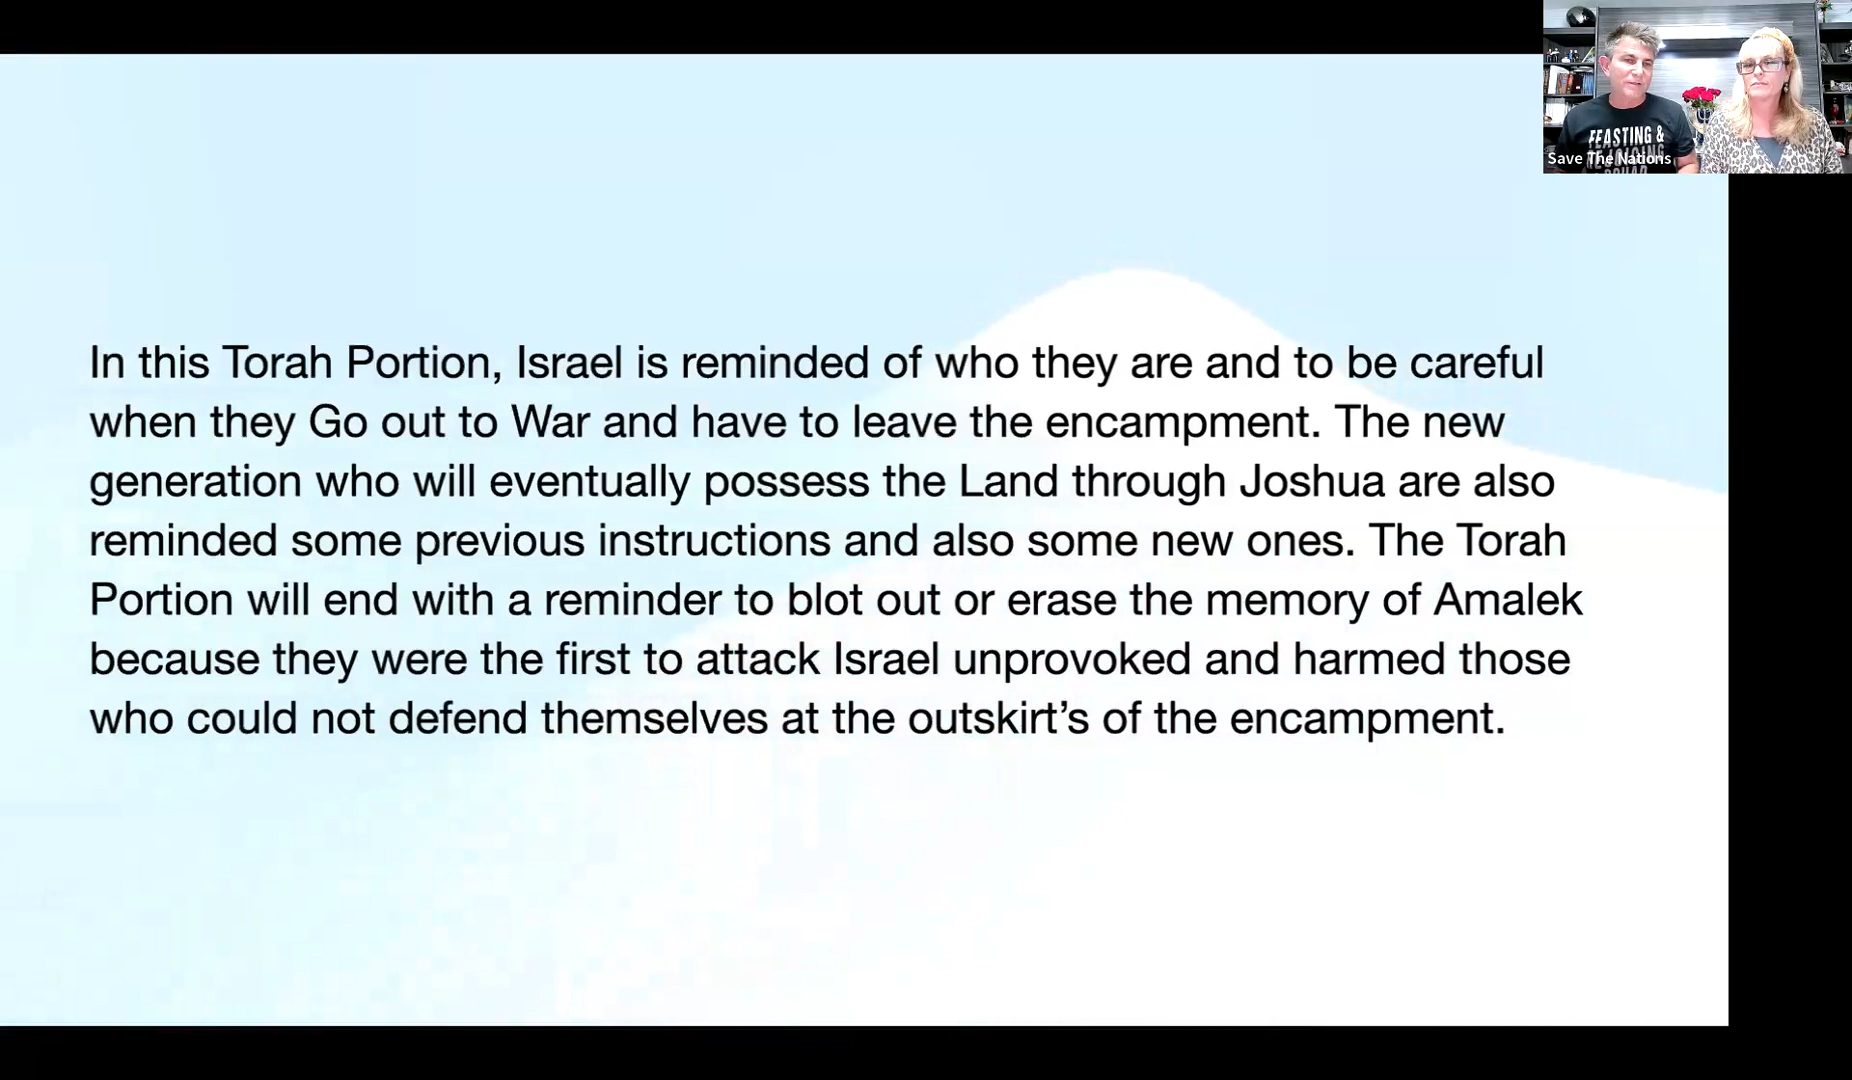 FEASTING &
REJOICING
SQUAD
Save The Nations
In this Torah Portion, Israel is reminded of who they are and to be careful
when they Go out to War and have to leave the encampment. The new
generation who will eventually possess the Land through Joshua are also
reminded some previous instructions and also some new ones. The Torah
Portion will end with a reminder to blot out or erase the memory of Amalek
because they were the first to attack Israel unprovoked and harmed those
who could not defend themselves at the outskirt’s of the encampment.